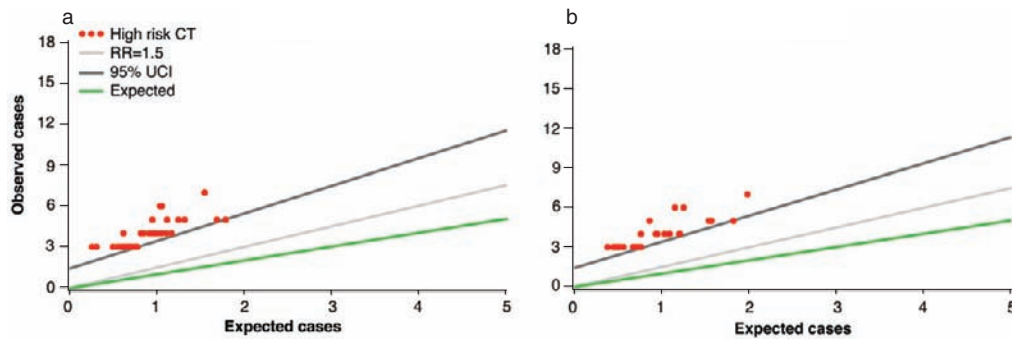 a
High risk CT
RR=1.5
95% UCI
Expected
18
15
12
9
6
3
0
Observed cases
0 1 2 3 4 5
Expected cases
b
18
15
12
9
6
3
0
0 1 2 3 4 5
Expected cases